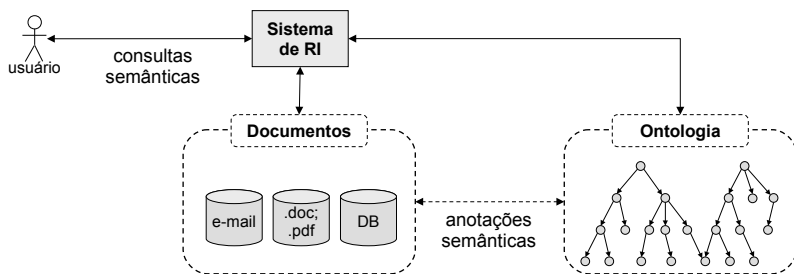 usuário
consultas
semânticas
Sistema
de RI
Documentos
e-mail
.doc;
.pdf
DB
anotações
semânticas
Ontologia